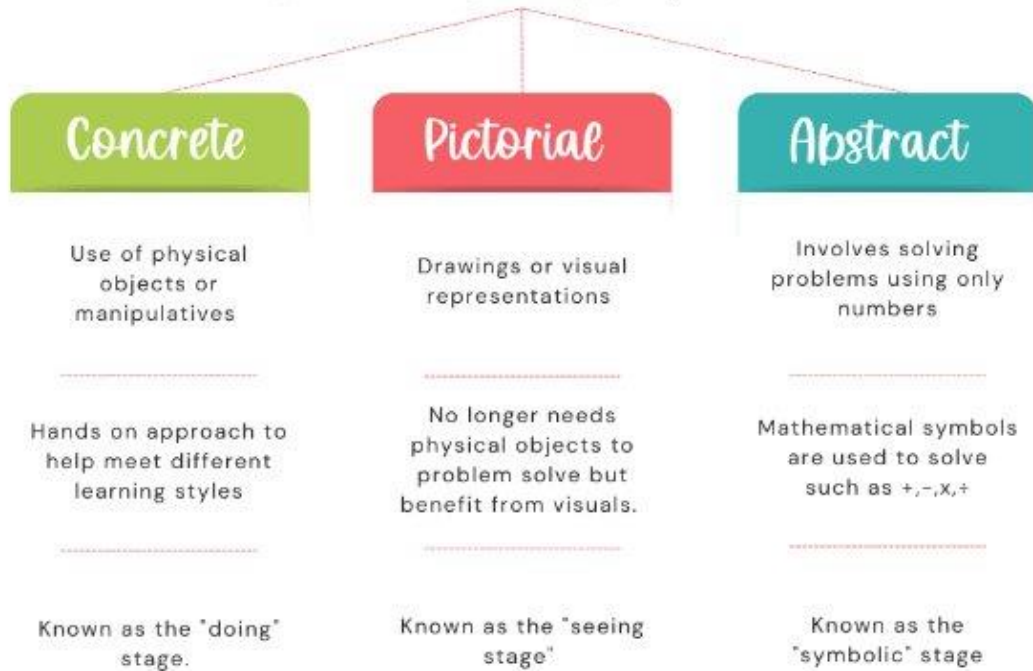 Concrete
Use of physical
objects or
manipulatives
Hands on approach to
help meet different
learning styles
Known as the "doing"
stage.
Pictorial
Drawings or visual
representations
No longer needs
physical objects to
problem solve but
benefit from visuals.
Known as the "seeing
stage"
Abstract
Involves solving
problems using only
numbers
Mathematical symbols
are used to solve
such as +,-,x,÷
Known as the
"symbolic" stage